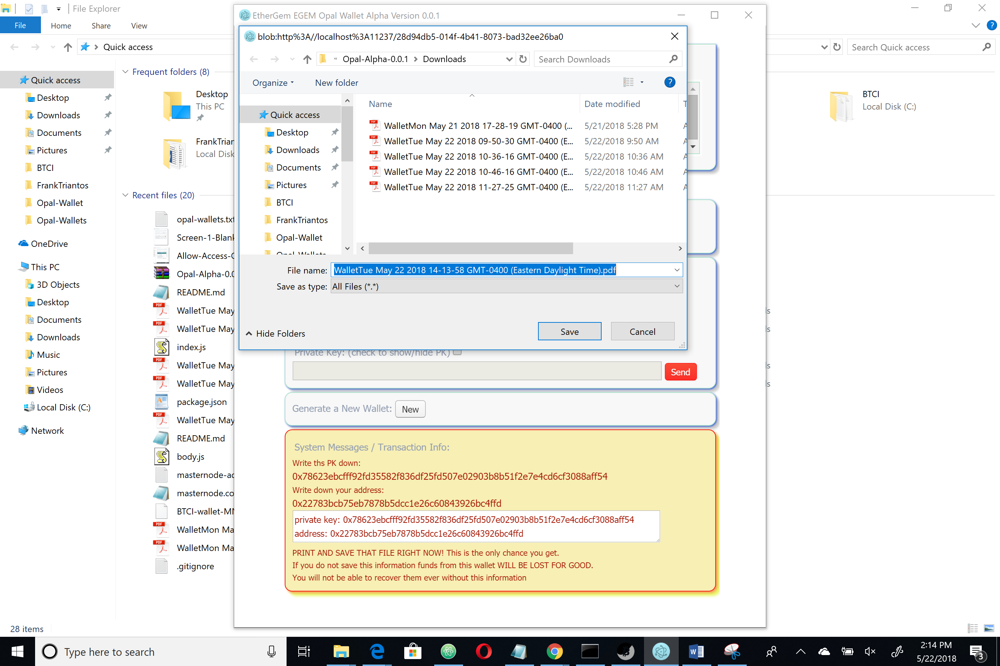 File Explorer
File Home Share View
Quick access
Search Quick access
Quick access
Desktop
Downloads
Documents
Pictures
BTCI
FrankTriantos
Opal-Wallet
Opal-Wallets
OneDrive
This PC
3D Objects
Desktop
Documents
Downloads
Music
Pictures
Videos
Local Disk (C:)
Network
Frequent folders (8)
Desktop
This PC
FrankTrian
Local Disk
BTCI
Local Disk (C:)
Recent files (20)
opal-wallets.txt
Screen-1-Blank
Allow-Access-
Opal-Alpha-0.0
README.md
WalletTue May
WalletTue May
index.js
WalletTue May
WalletTue May
package.json
WalletTue May
README.md
body.js
masternode-ad
masternode.co
BTCI-wallet-MN
WalletMon Ma
WalletMon Ma
.gitignore
28 items
EtherGem EGEM Opal Wallet Alpha Version 0.0.1
blob:http%3A//localhost%3A11237/28d94db5-014f-4b41-8073-bad32ee26ba0
« Opal-Alpha-0.0.1 Downloads
Search Downloads
Organize New folder
Quick access
Desktop
Downloads
Documents
Pictures
BTCI
FrankTriantos
Opal-Wallet
Opal-Wallets
Name Date modified T
WalletMon May 21 2018 17-28-19 GMT-0400 (... 5/21/2018 5:28 PM A
WalletTue May 22 2018 09-50-30 GMT-0400 (E... 5/22/2018 9:50 AM A
WalletTue May 22 2018 10-36-16 GMT-0400 (E... 5/22/2018 10:36 AM A
WalletTue May 22 2018 10-46-16 GMT-0400 (E... 5/22/2018 10:46 AM A
WalletTue May 22 2018 11-27-25 GMT-0400 (E... 5/22/2018 11:27 AM A
File name: WalletTue May 22 2018 14-13-58 GMT-0400 (Eastern Daylight Time).pdf
Save as type: All Files (*.*)
Hide Folders
Save Cancel
Private Key: (check to show/hide PK)
Send
Generate a New Wallet: New
System Messages / Transaction Info:
Write ths PK down:
0x78623ebcfff92fd35582f836df25fd507e02903b8b51f2e7e4cd6cf3088aff54
Write down your address:
0x22783bcb75eb7878b5dcc1e26c60843926bc4ffd
private key: 0x78623ebcfff92fd35582f836df25fd507e02903b8b51f2e7e4cd6cf3088aff54
address: 0x22783bcb75eb7878b5dcc1e26c60843926bc4ffd
PRINT AND SAVE THAT FILE RIGHT NOW! This is the only chance you get.
If you do not save this information funds from this wallet WILL BE LOST FOR GOOD.
You will not be able to recover them ever without this information
Type here to search
2:14 PM
5/22/2018
3